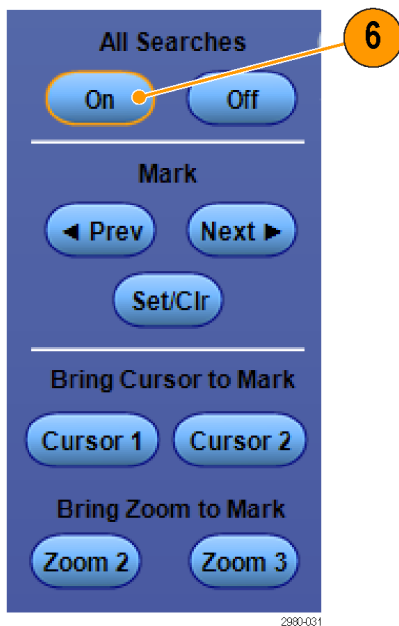 All Searches
6
On Off
Mark
◄ Prev Next ►
Set/Clr
Bring Cursor to Mark
Cursor 1 Cursor 2
Bring Zoom to Mark
Zoom 2 Zoom 3
2980-031